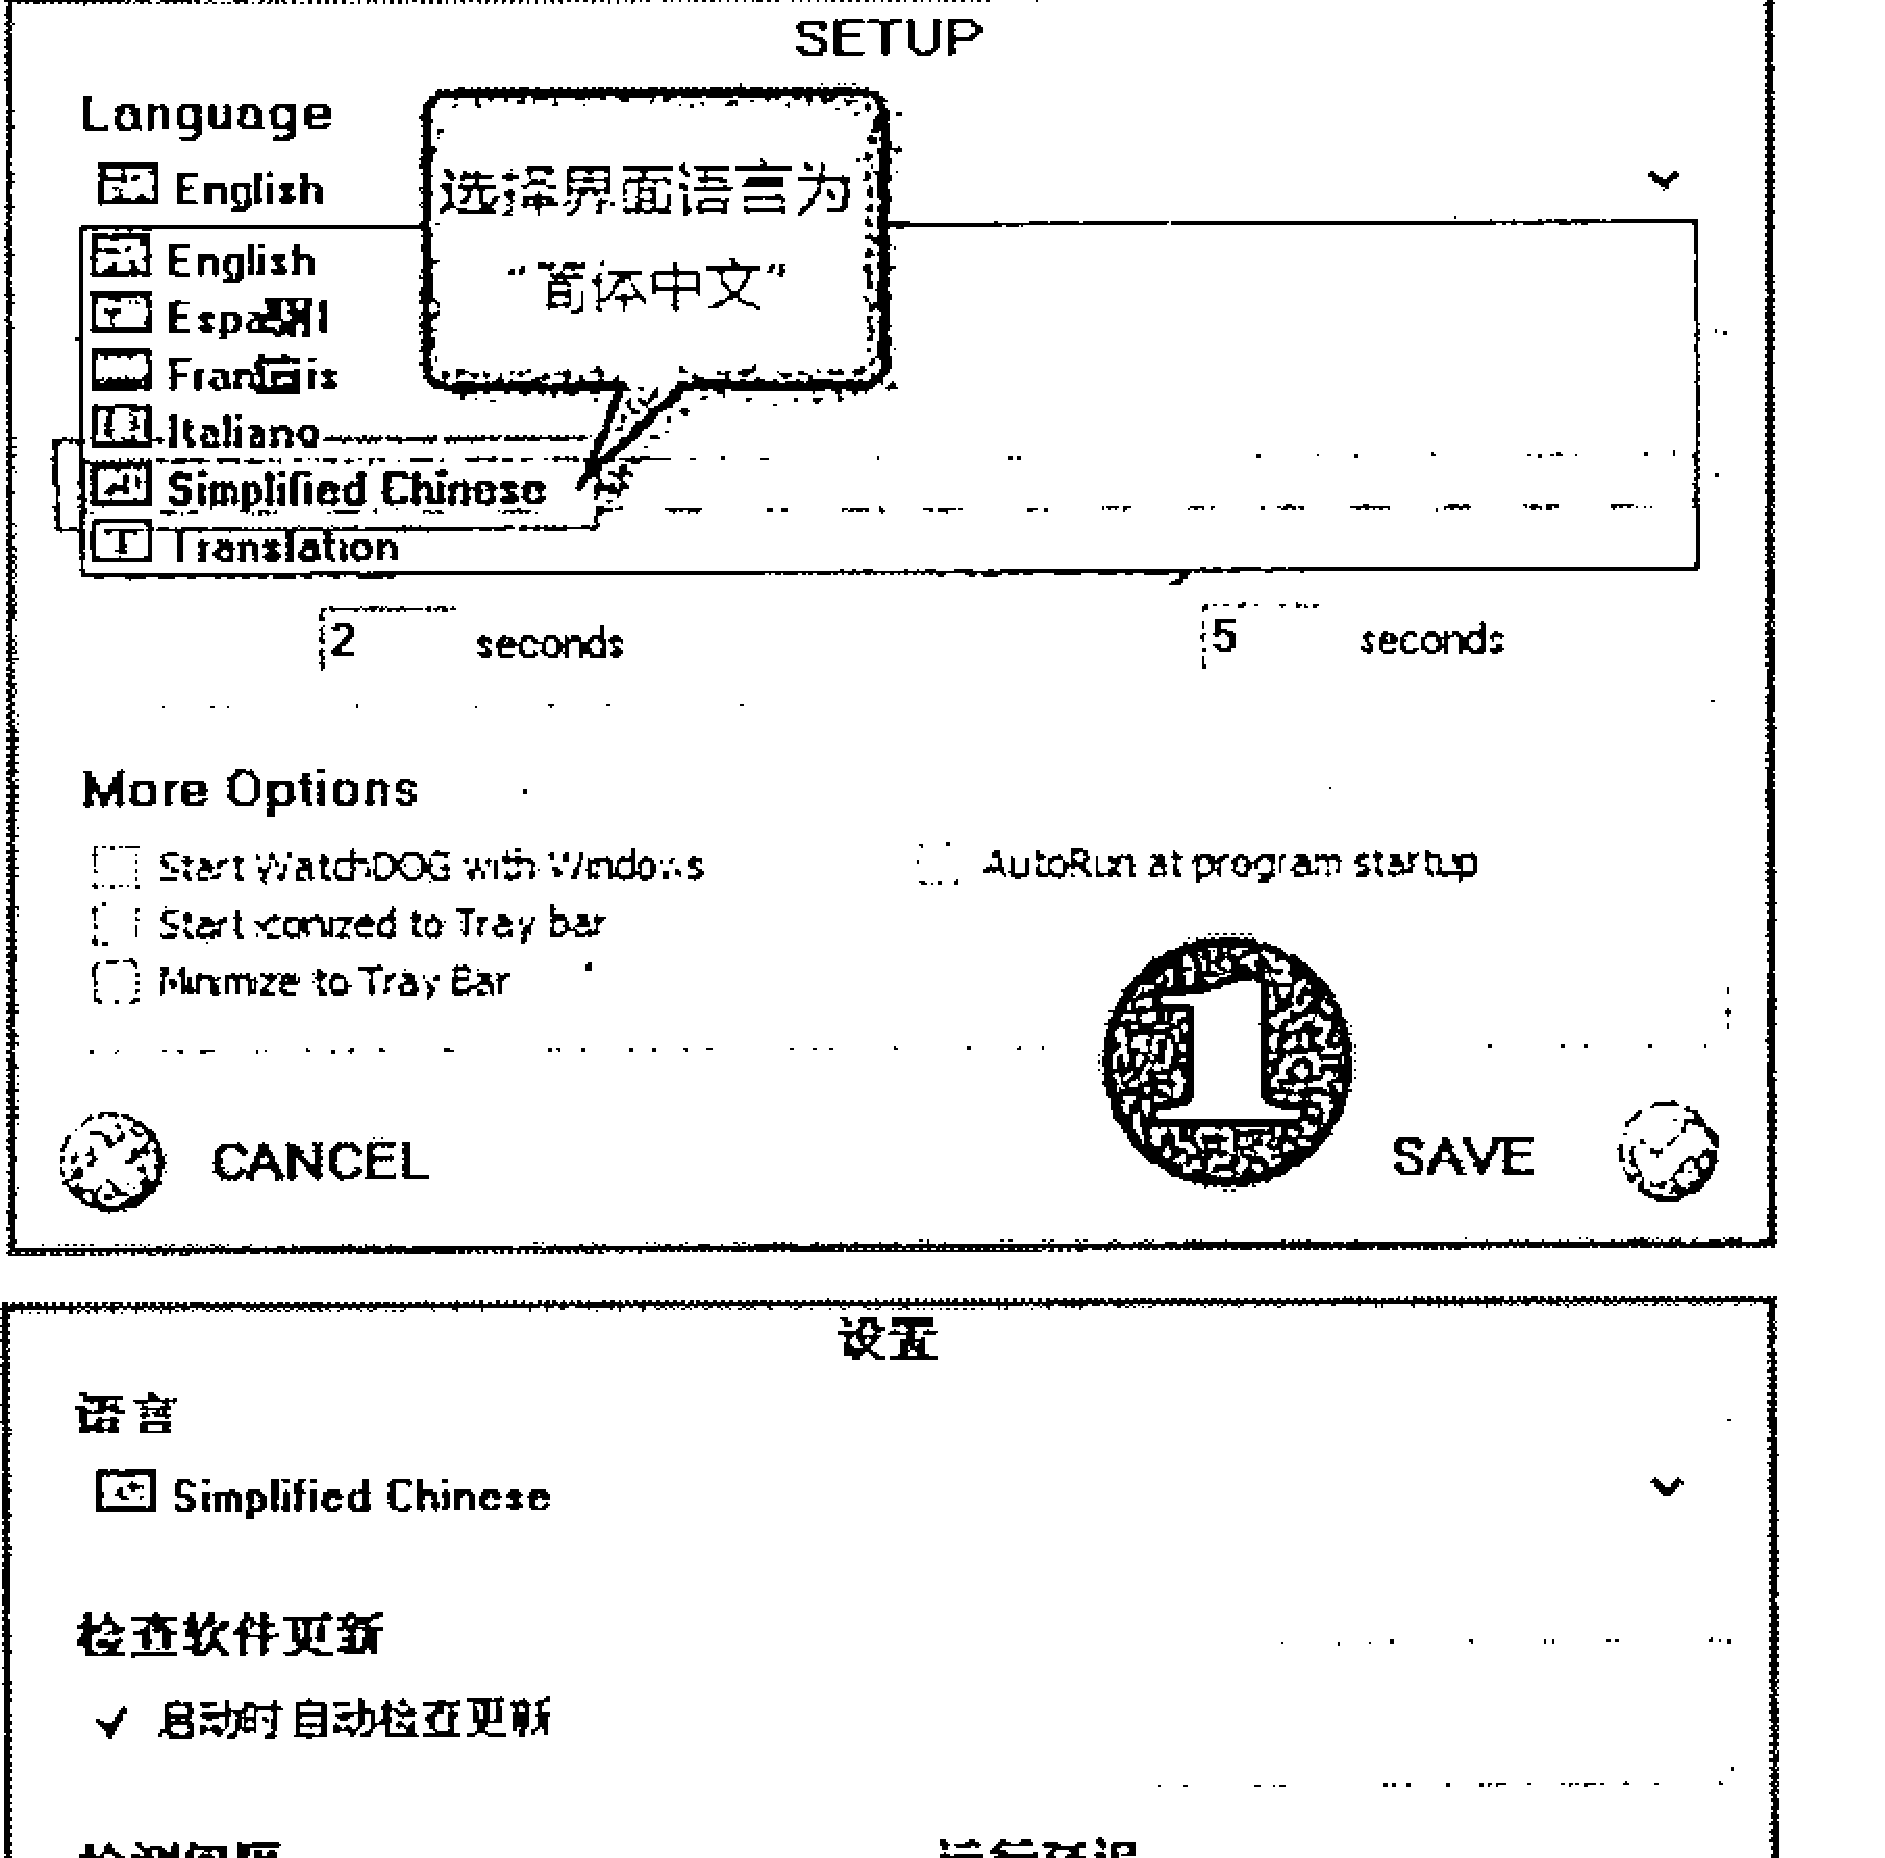 SETUP
Language
English
选择界面语言为
“简体中文”
English
Italiano
Simplified Chinese
Translation
2 seconds
5 seconds
More Options
Start WatchDOG with Windows
AutoRun at program startup
Start iconized to Tray bar
Minimize to Tray Bar
1
CANCEL
SAVE
设置
语言
Simplified Chinese
检查软件更新
启动时自动检查更新